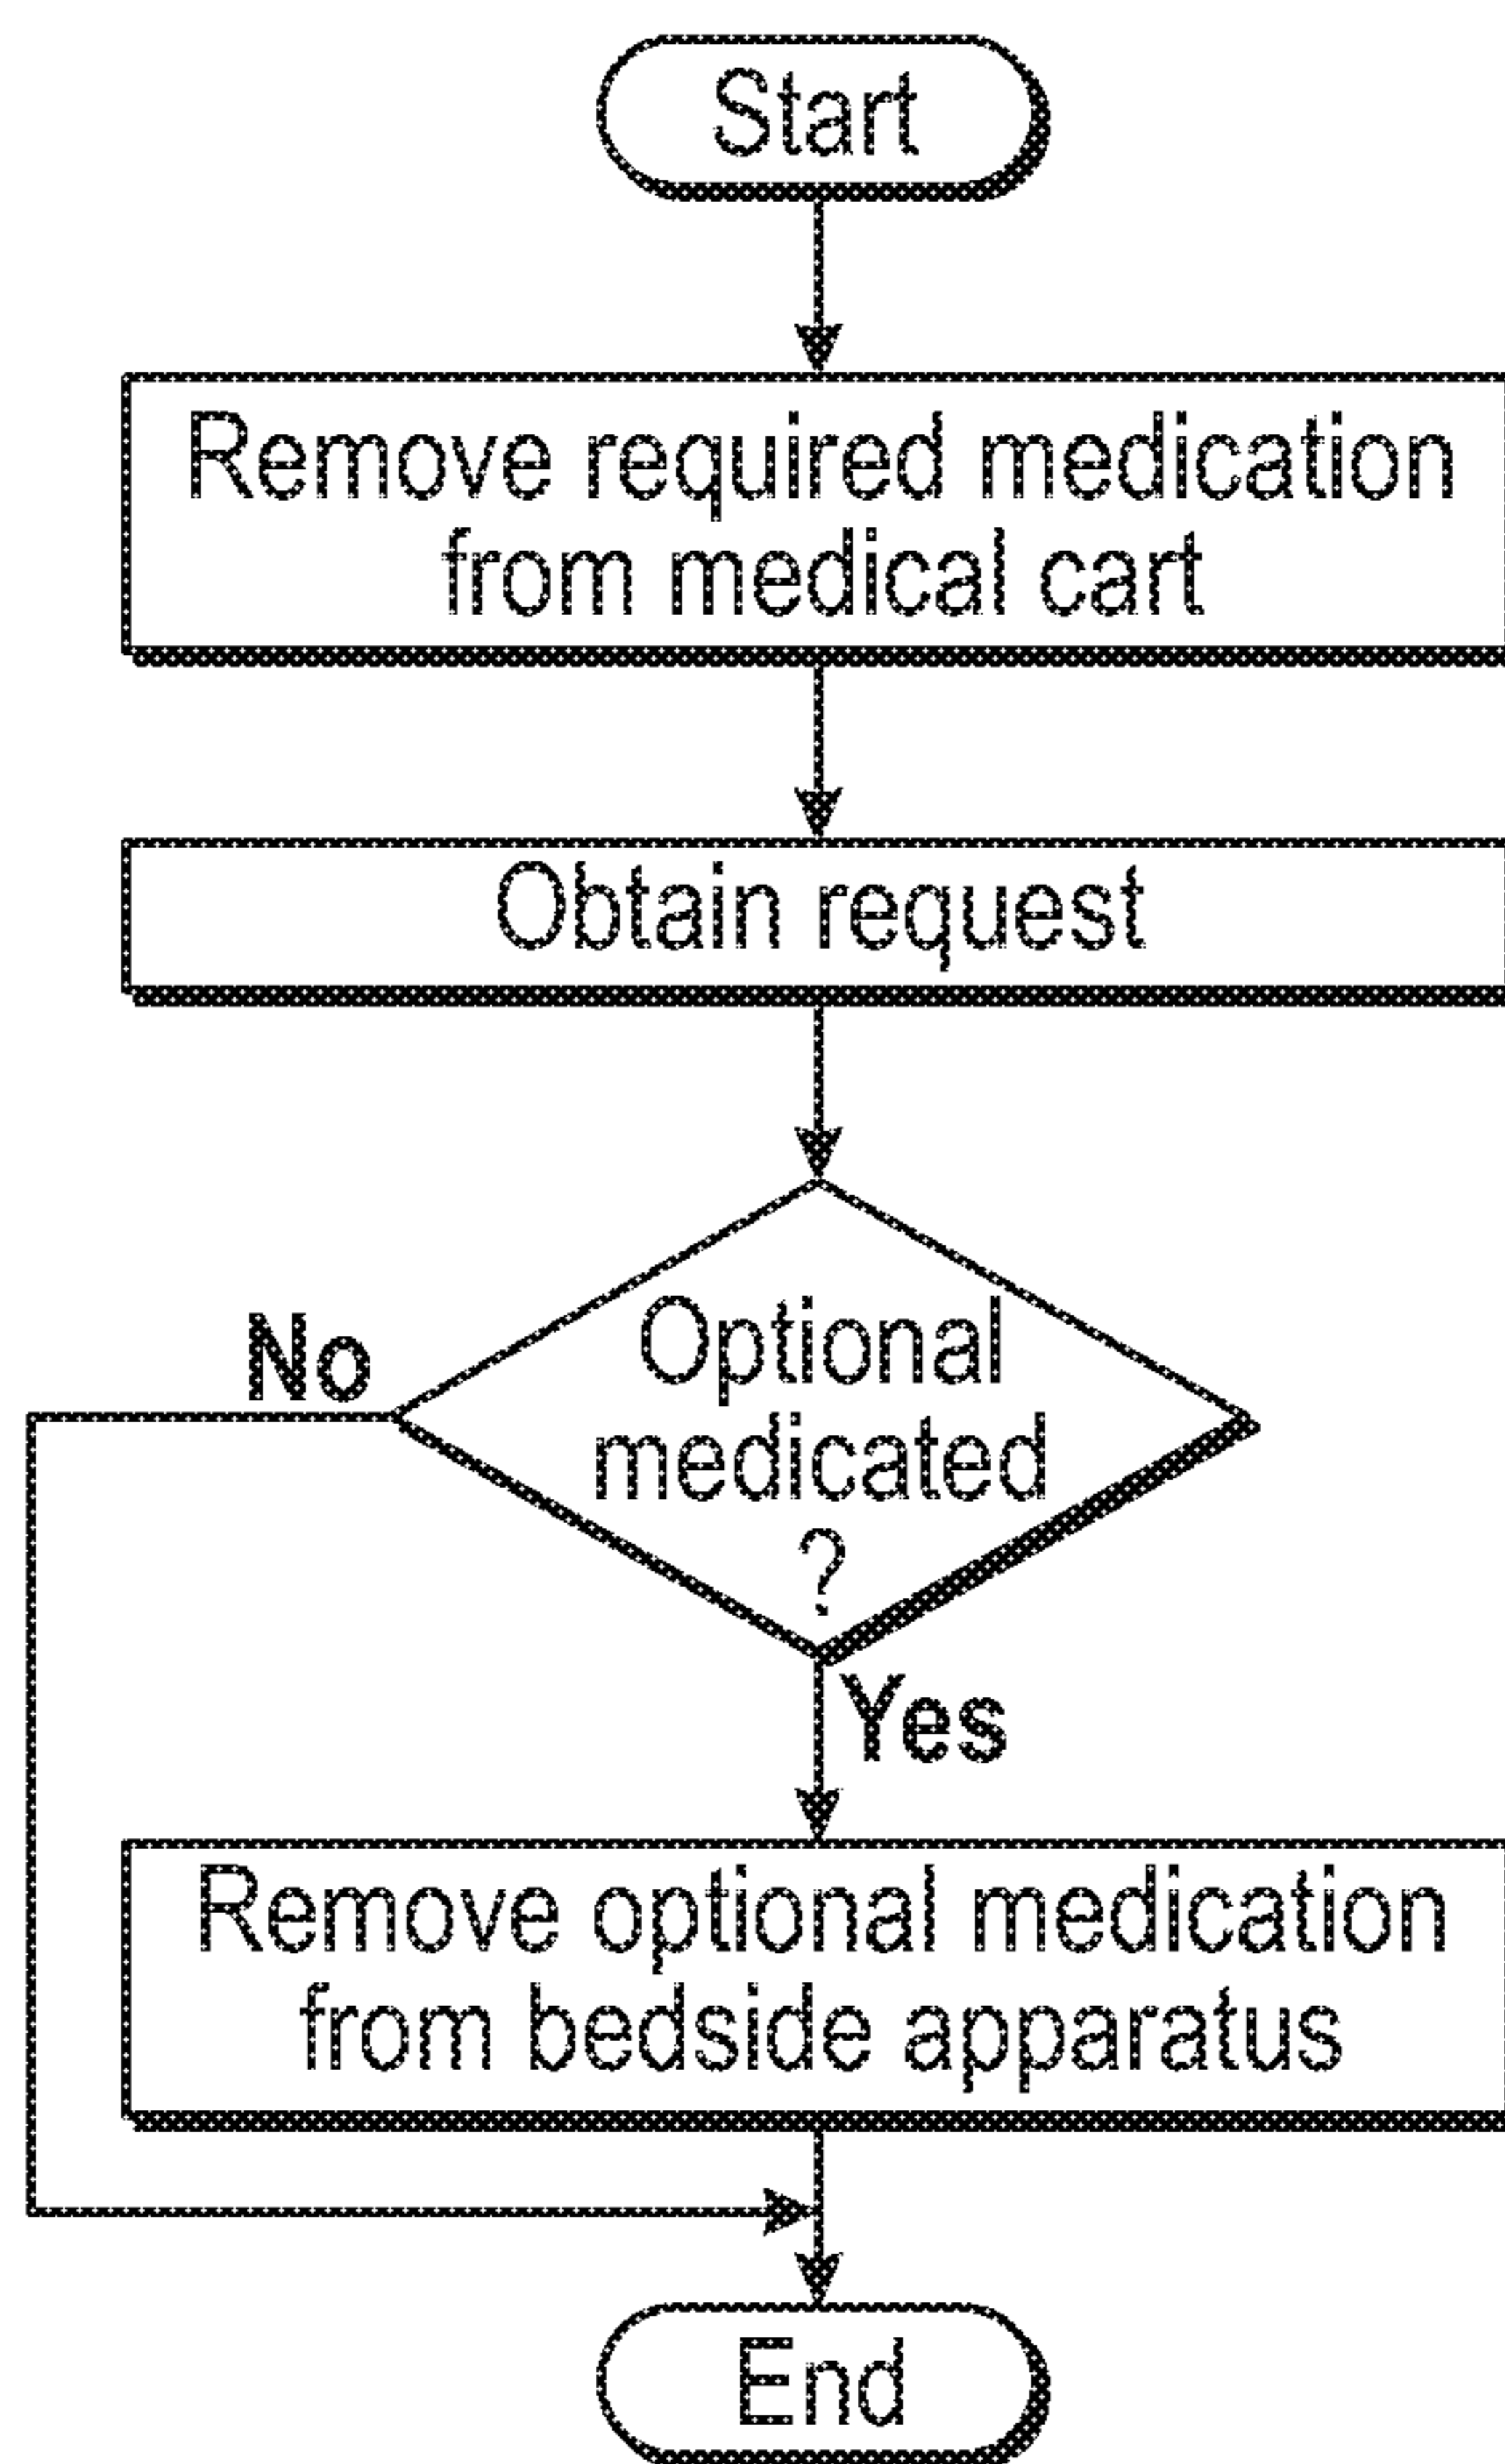 Start
Remove required medication
from medical cart
Obtain request
Optional
medicated
?
No
Yes
Remove optional medication
from bedside apparatus
End